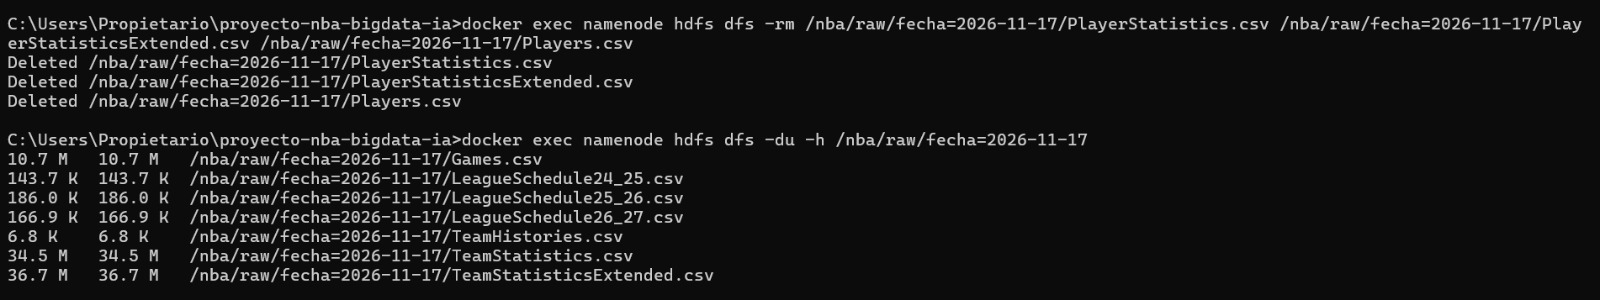 C:\Users\Propietario\proyecto-nba-bigdata-ia>docker exec namenode hdfs dfs -rm /nba/raw/fecha=2026-11-17/PlayerStatistics.csv /nba/raw/fecha=2026-11-17/Play
erStatisticsExtended.csv /nba/raw/fecha=2026-11-17/Players.csv
Deleted /nba/raw/fecha=2026-11-17/PlayerStatistics.csv
Deleted /nba/raw/fecha=2026-11-17/PlayerStatisticsExtended.csv
Deleted /nba/raw/fecha=2026-11-17/Players.csv
C:\Users\Propietario\proyecto-nba-bigdata-ia>docker exec namenode hdfs dfs -du -h /nba/raw/fecha=2026-11-17
10.7 M   10.7 M   /nba/raw/fecha=2026-11-17/Games.csv
143.7 K  143.7 K  /nba/raw/fecha=2026-11-17/LeagueSchedule24_25.csv
186.0 K  186.0 K  /nba/raw/fecha=2026-11-17/LeagueSchedule25_26.csv
166.9 K  166.9 K  /nba/raw/fecha=2026-11-17/LeagueSchedule26_27.csv
6.8 K    6.8 K    /nba/raw/fecha=2026-11-17/TeamHistories.csv
34.5 M   34.5 M   /nba/raw/fecha=2026-11-17/TeamStatistics.csv
36.7 M   36.7 M   /nba/raw/fecha=2026-11-17/TeamStatisticsExtended.csv